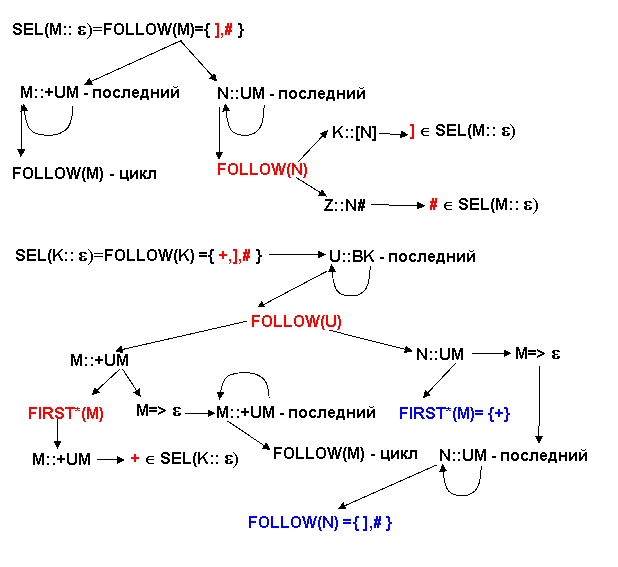 SEL(M:: ε)=FOLLOW(M)={ ],# }
M::+UM - последний
N::UM - последний
K::[N]
] ∈ SEL(M:: ε)
FOLLOW(M) - цикл
FOLLOW(N)
Z::N#
# ∈ SEL(M:: ε)
SEL(K:: ε)=FOLLOW(K) ={ +,],# }
U::BK - последний
FOLLOW(U)
M::+UM
N::UM
M=> ε
FIRST*(M)
M=> ε
M::+UM - последний
FIRST*(M)= {+}
M::+UM
+ ∈ SEL(K:: ε)
FOLLOW(M) - цикл
N::UM - последний
FOLLOW(N) ={ ],# }